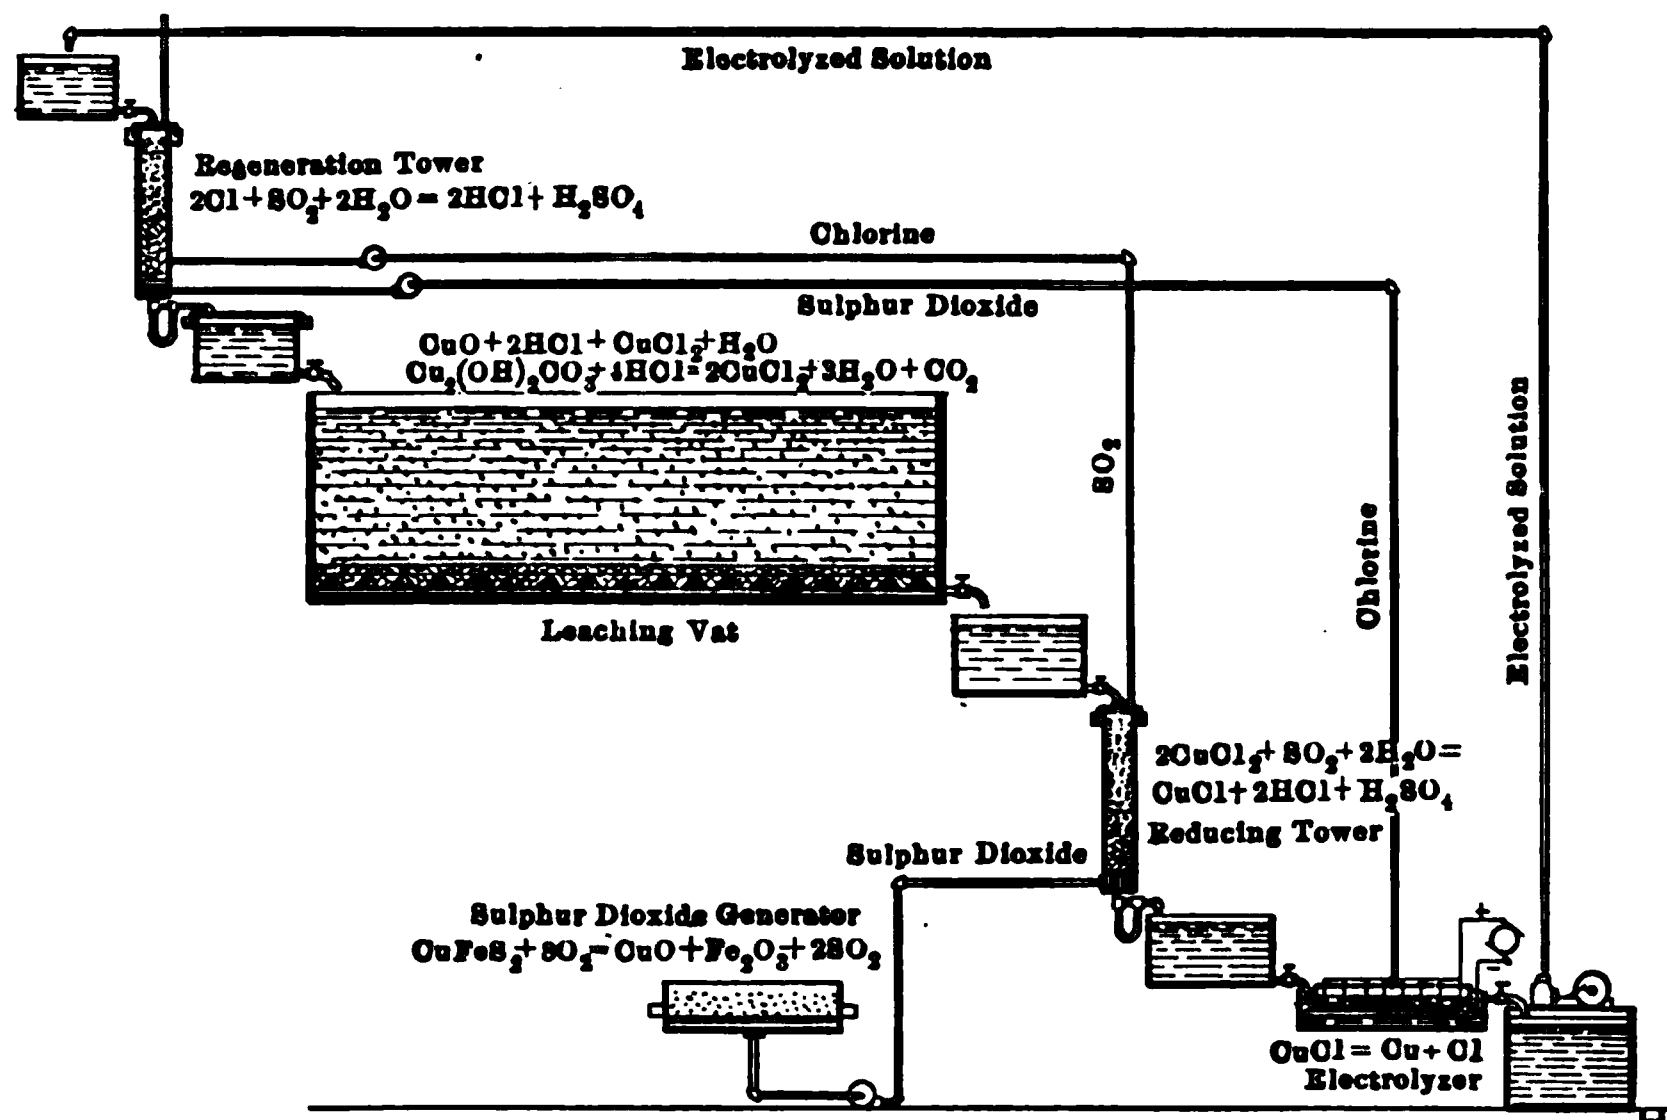 Electrolyzed Solution
Regeneration Tower
2Cl+SO₂+2H₂O = 2HCl+ H₂SO₄
Chlorine
Sulphur Dioxide
CuO+2HCl+CuCl₂+H₂O
Cu₂(OH)₂CO₃+4HCl=2CuCl₂+3H₂O+CO₂
SO₂
Chlorine
Electrolyzed Solution
Leaching Vat
2CuCl₂+SO₂+2H₂O=
CuCl+2HCl+H₂SO₄
Reducing Tower
Sulphur Dioxide
Sulphur Dioxide Generator
CuFeS₂+3O₂=CuO+Fe₂O₃+2SO₂
+
-
CuCl = Cu+Cl
Electrolyzer